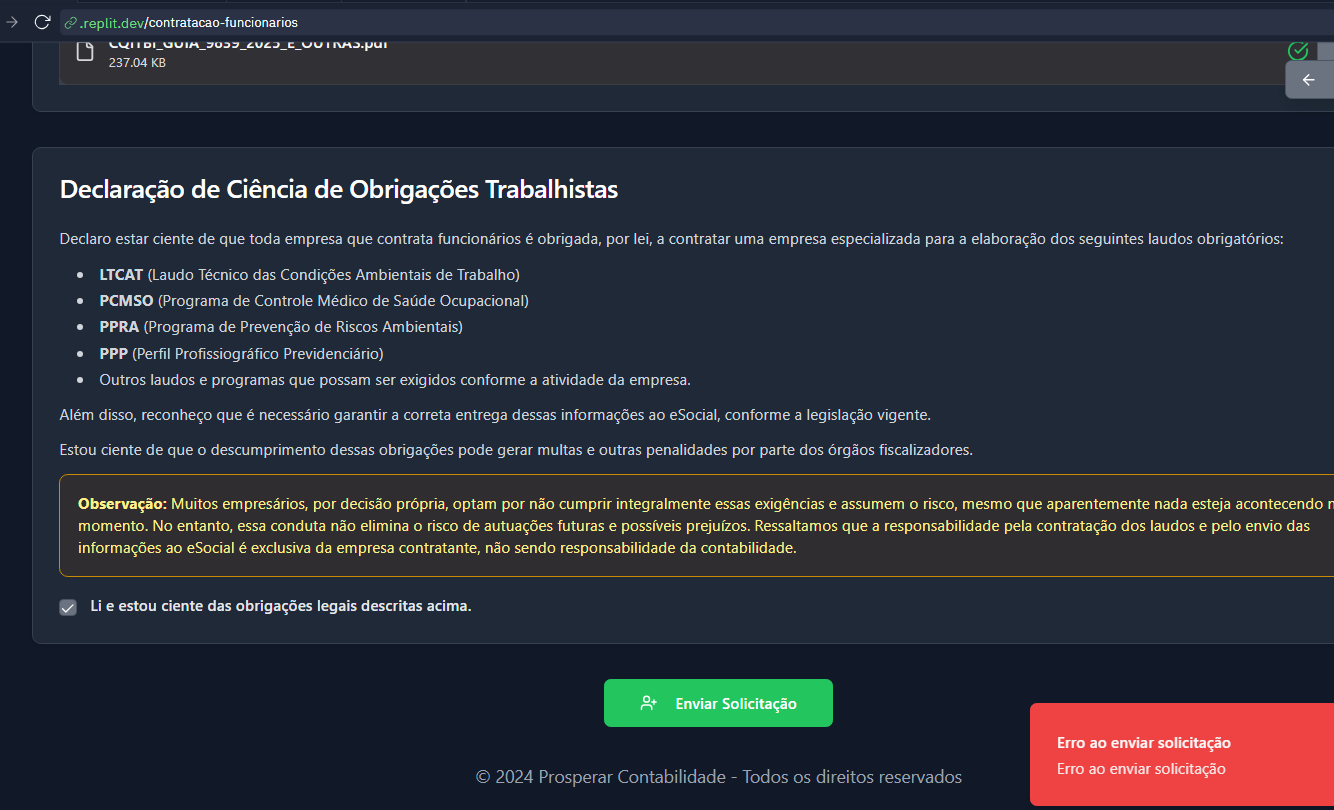 .replit.dev/contratacao-funcionarios
CQITBI_GUIA_9839_2025_E_OUTRAS.pdf
237.04 KB
Declaração de Ciência de Obrigações Trabalhistas
Declaro estar ciente de que toda empresa que contrata funcionários é obrigada, por lei, a contratar uma empresa especializada para a elaboração dos seguintes laudos obrigatórios:
LTCAT (Laudo Técnico das Condições Ambientais de Trabalho)
PCMSO (Programa de Controle Médico de Saúde Ocupacional)
PPRA (Programa de Prevenção de Riscos Ambientais)
PPP (Perfil Profissiográfico Previdenciário)
Outros laudos e programas que possam ser exigidos conforme a atividade da empresa.
Além disso, reconheço que é necessário garantir a correta entrega dessas informações ao eSocial, conforme a legislação vigente.
Estou ciente de que o descumprimento dessas obrigações pode gerar multas e outras penalidades por parte dos órgãos fiscalizadores.
Observação: Muitos empresários, por decisão própria, optam por não cumprir integralmente essas exigências e assumem o risco, mesmo que aparentemente nada esteja acontecendo
momento. No entanto, essa conduta não elimina o risco de autuações futuras e possíveis prejuízos. Ressaltamos que a responsabilidade pela contratação dos laudos e pelo envio das
informações ao eSocial é exclusiva da empresa contratante, não sendo responsabilidade da contabilidade.
Li e estou ciente das obrigações legais descritas acima.
Enviar Solicitação
Erro ao enviar solicitação
Erro ao enviar solicitação
© 2024 Prosperar Contabilidade - Todos os direitos reservados